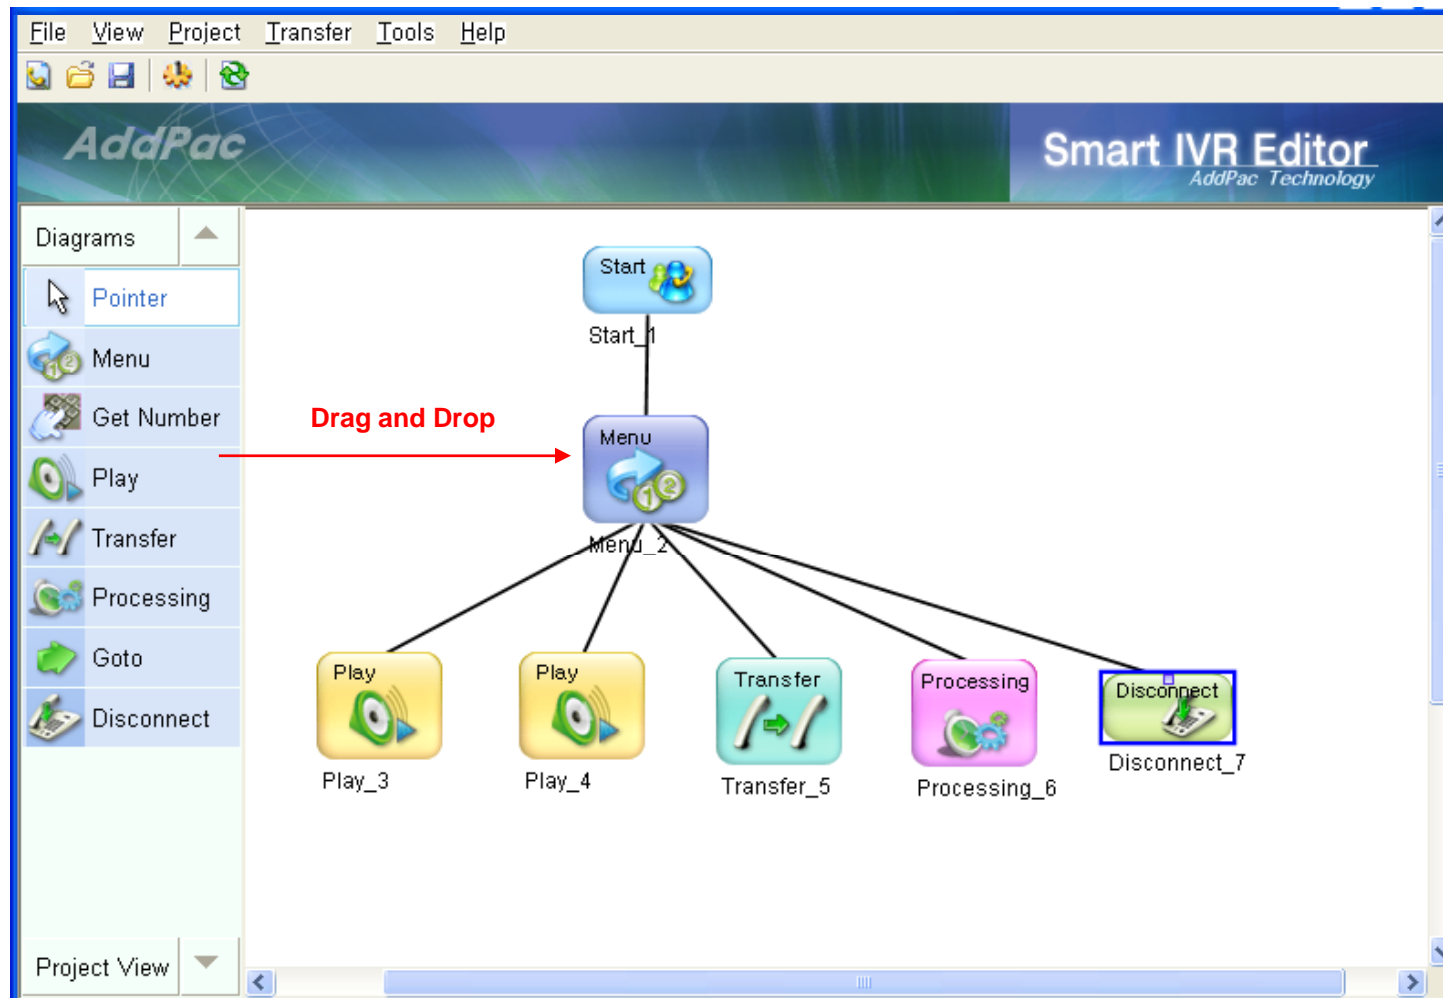 File View Project Transfer Tools Help
AddPac
Smart IVR Editor
AddPac Technology
Diagrams
Pointer
Menu
Get Number
Play
Transfer
Processing
Goto
Disconnect
Project View
Start
Start_1
Drag and Drop
Menu
Menu_2
Play
Play_3
Play
Play_4
Transfer
Transfer_5
Processing
Processing_6
Disconnect
Disconnect_7